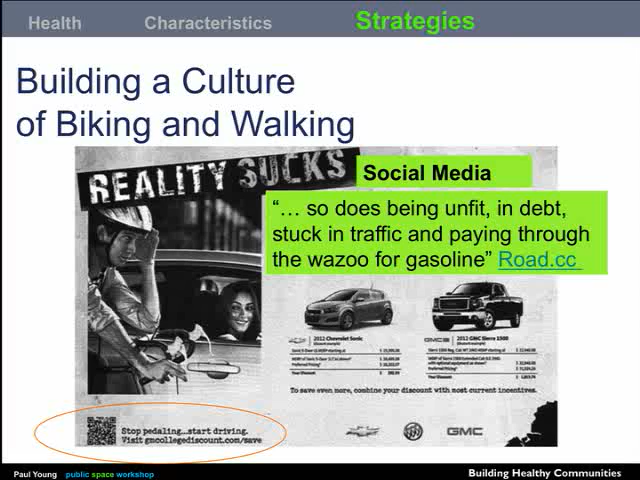 Health Characteristics Strategies
Building a Culture
of Biking and Walking
REALITY SUCKS
Social Media
“… so does being unfit, in debt,
stuck in traffic and paying through
the wazoo for gasoline” Road.cc
2012 Chevrolet Sonic
GMC 2012 GMC Sierra 1500
To save even more, combine your discount with most current incentives.
Stop pedaling...start driving.
Visit gmcollegediscount.com/save
GMC
Paul Young public space workshop
Building Healthy Communities